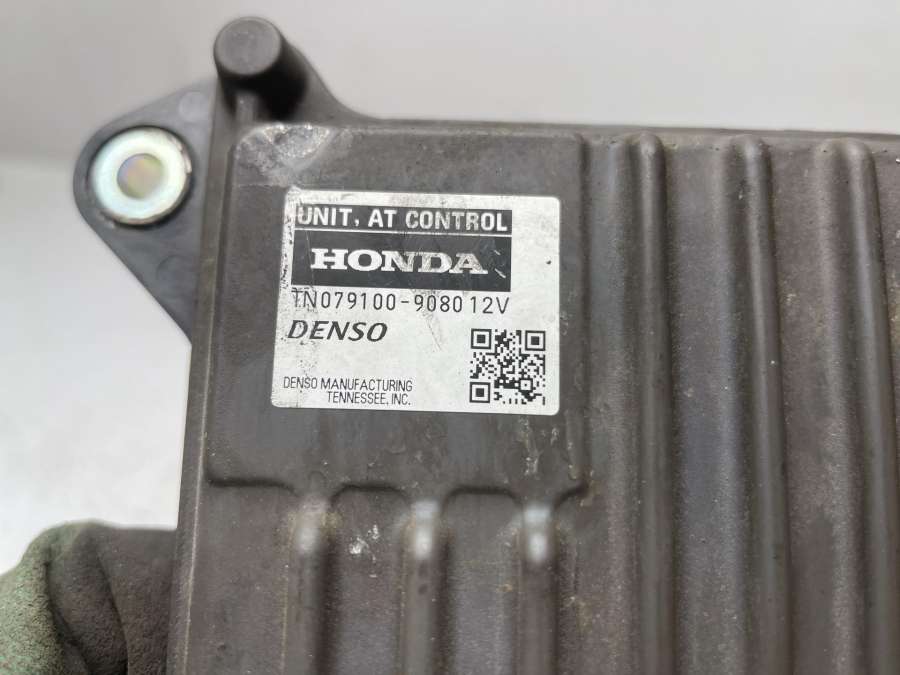 UNIT, AT CONTROL
HONDA
TN079100-9080 12V
DENSO
DENSO MANUFACTURING
TENNESSEE, INC.